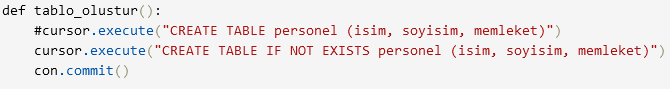 def tablo_olustur():
    #cursor.execute("CREATE TABLE personel (isim, soyisim, memleket)")
    cursor.execute("CREATE TABLE IF NOT EXISTS personel (isim, soyisim, memleket)")
    con.commit()